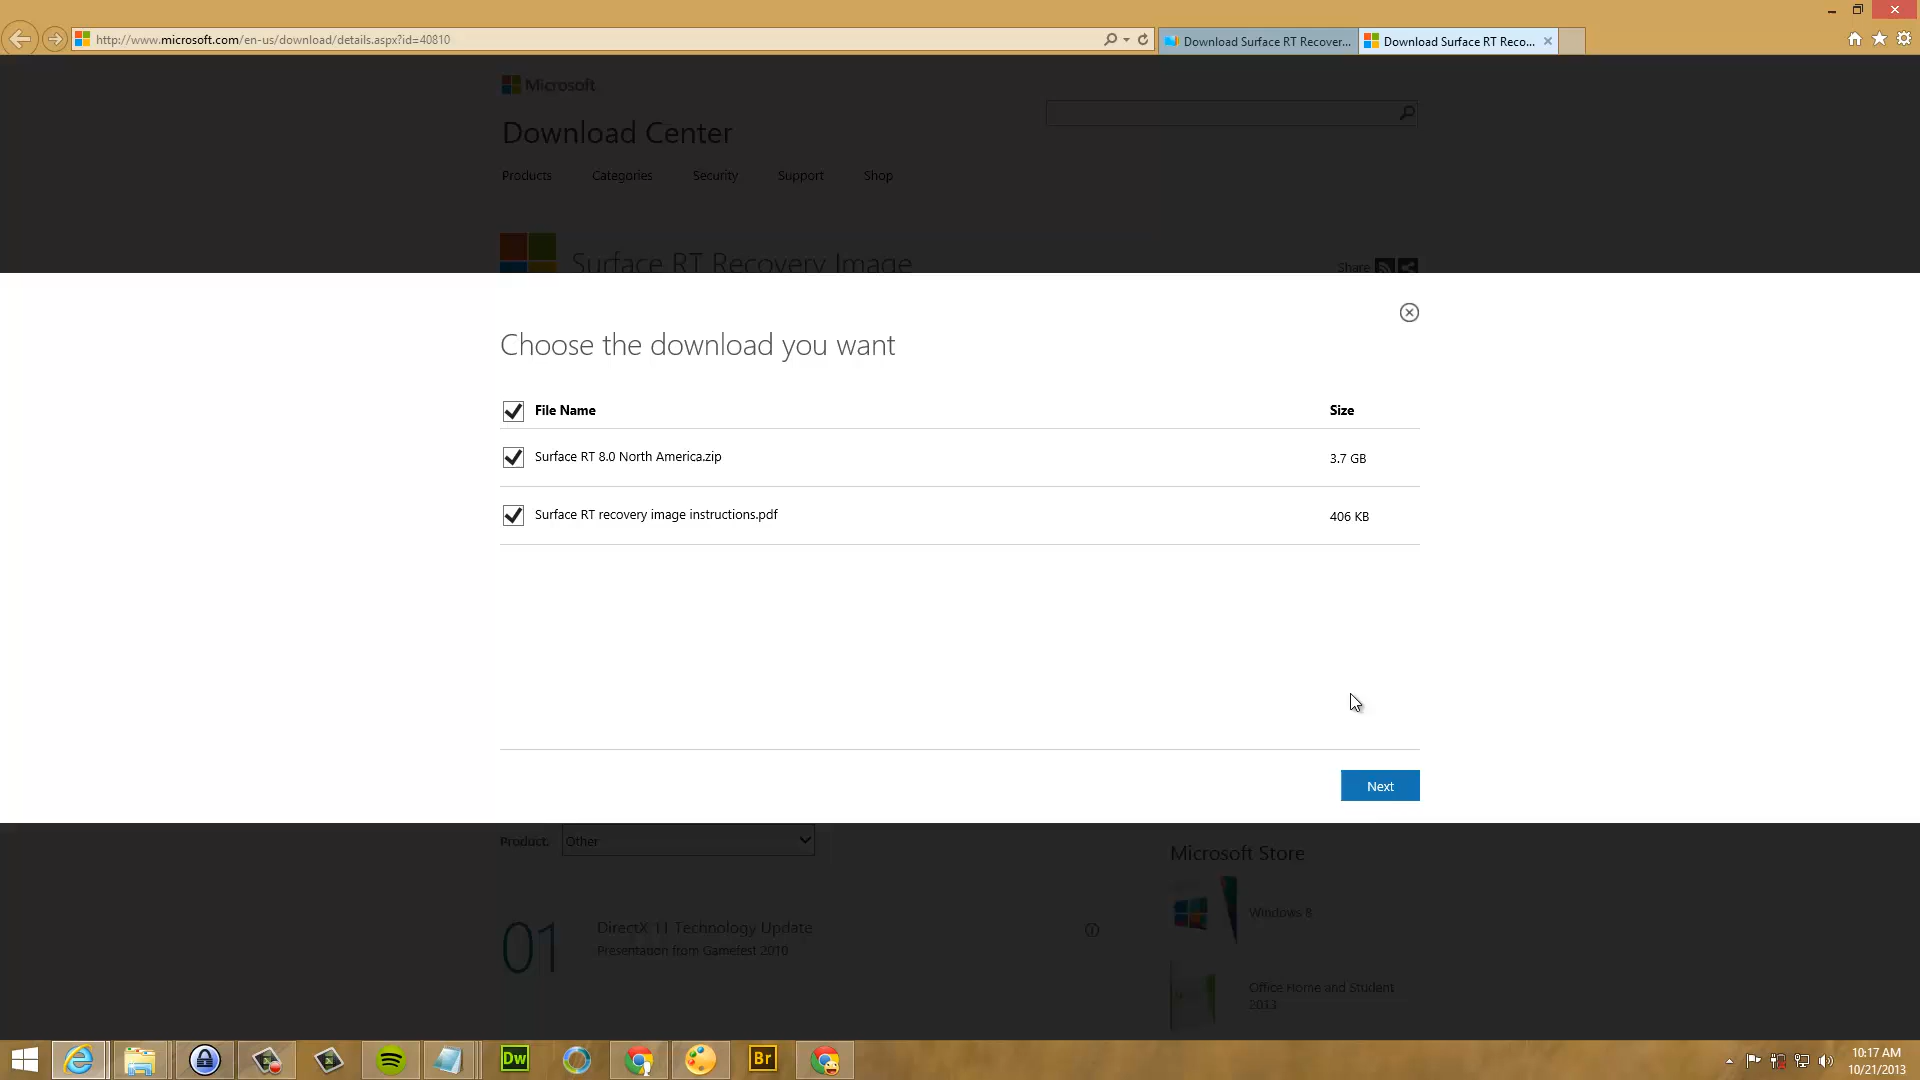 http://www.microsoft.com/en-us/download/details.aspx?id=40810
Download Surface RT Recover...
Download Surface RT Reco...
Microsoft
Download Center
Products
Categories
Security
Support
Shop
Surface RT Recovery Image
Share
Choose the download you want
File Name
Size
Surface RT 8.0 North America.zip
3.7 GB
Surface RT recovery image instructions.pdf
406 KB
Next
Product:
Other
Microsoft Store
Windows 8
01
DirectX 11 Technology Update
Presentation from Gamefest 2010
Office Home and Student
2013
Dw
Br
10:17 AM
10/21/2013